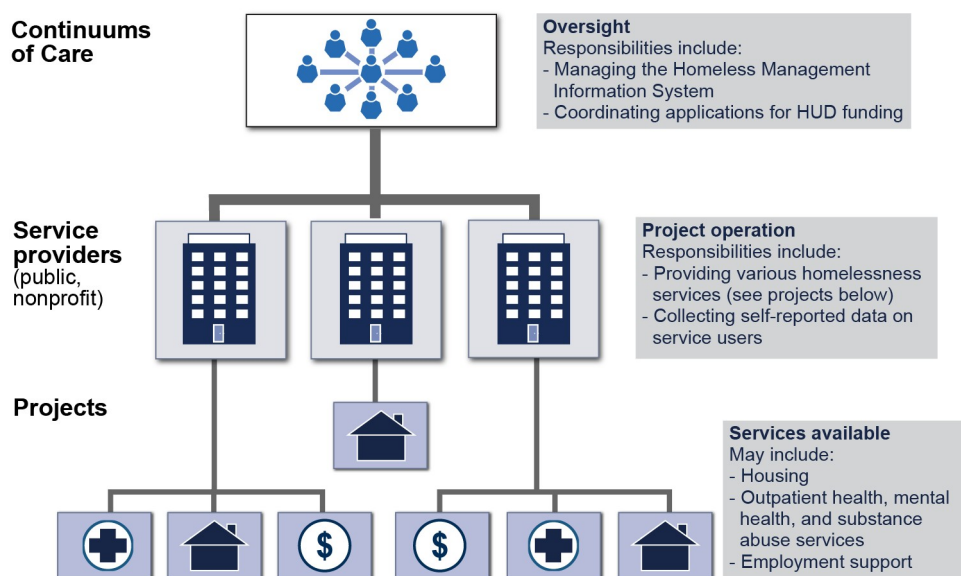 Continuums
of Care
Oversight
Responsibilities include:
- Managing the Homeless Management
Information System
- Coordinating applications for HUD funding
Service
providers
(public,
nonprofit)
Project operation
Responsibilities include:
- Providing various homelessness
services (see projects below)
- Collecting self-reported data on
service users
Projects
Services available
May include:
- Housing
- Outpatient health, mental
health, and substance
abuse services
- Employment support
$
$